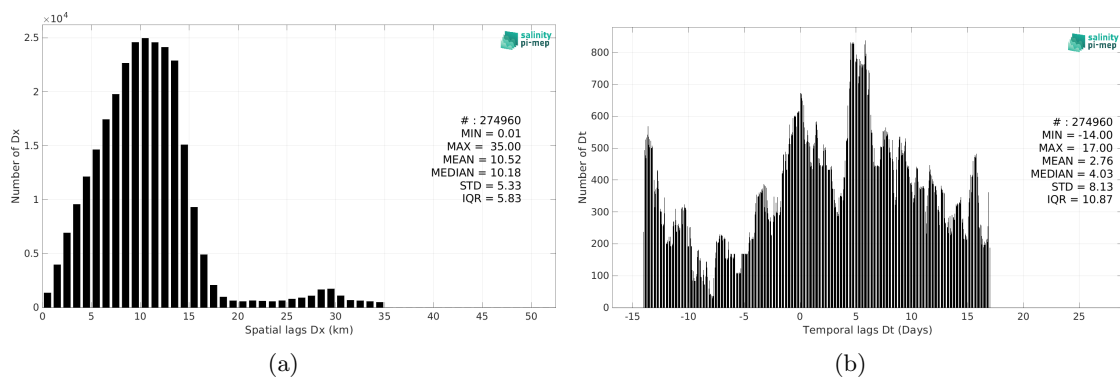 ×10⁴
2.5
2
1.5
1
0.5
0
Number of Dx
0 5 10 15 20 25 30 35 40 45 50
Spatial lags Dx (km)
salinity
pi-mep
# : 274960
MIN = 0.01
MAX = 35.00
MEAN = 10.52
MEDIAN = 10.18
STD = 5.33
IQR = 5.83
(a)
800
700
600
500
400
300
200
100
0
Number of Dt
-15 -10 -5 0 5 10 15 20 25
Temporal lags Dt (Days)
salinity
pi-mep
# : 274960
MIN = -14.00
MAX = 17.00
MEAN = 2.76
MEDIAN = 4.03
STD = 8.13
IQR = 10.87
(b)